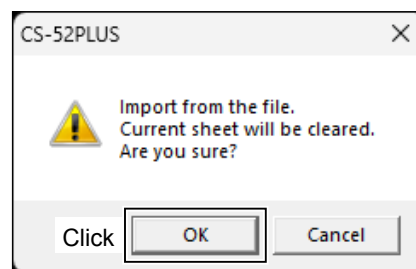 CS-52PLUS
Import from the file.
Current sheet will be cleared.
Are you sure?
Click OK Cancel